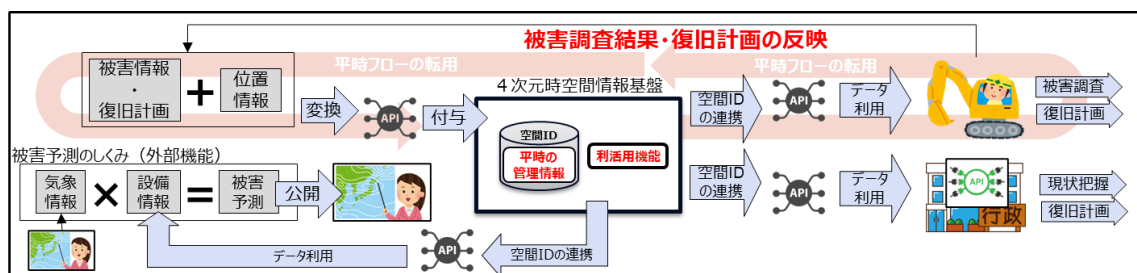 被害調査結果・復旧計画の反映
平時フローの転用
平時フローの転用
被害情報
・
復旧計画
+
位置
情報
変換
API
付与
4次元時空間情報基盤
空間ID
平時の
管理情報
利活用機能
空間ID
の連携
データ
利用
被害調査
復旧計画
被害予測のしくみ（外部機能）
気象
情報
×
設備
情報
=
被害
予測
公開
空間ID
の連携
API
データ
利用
API
行政
現状把握
復旧計画
データ利用
API
空間IDの連携
API